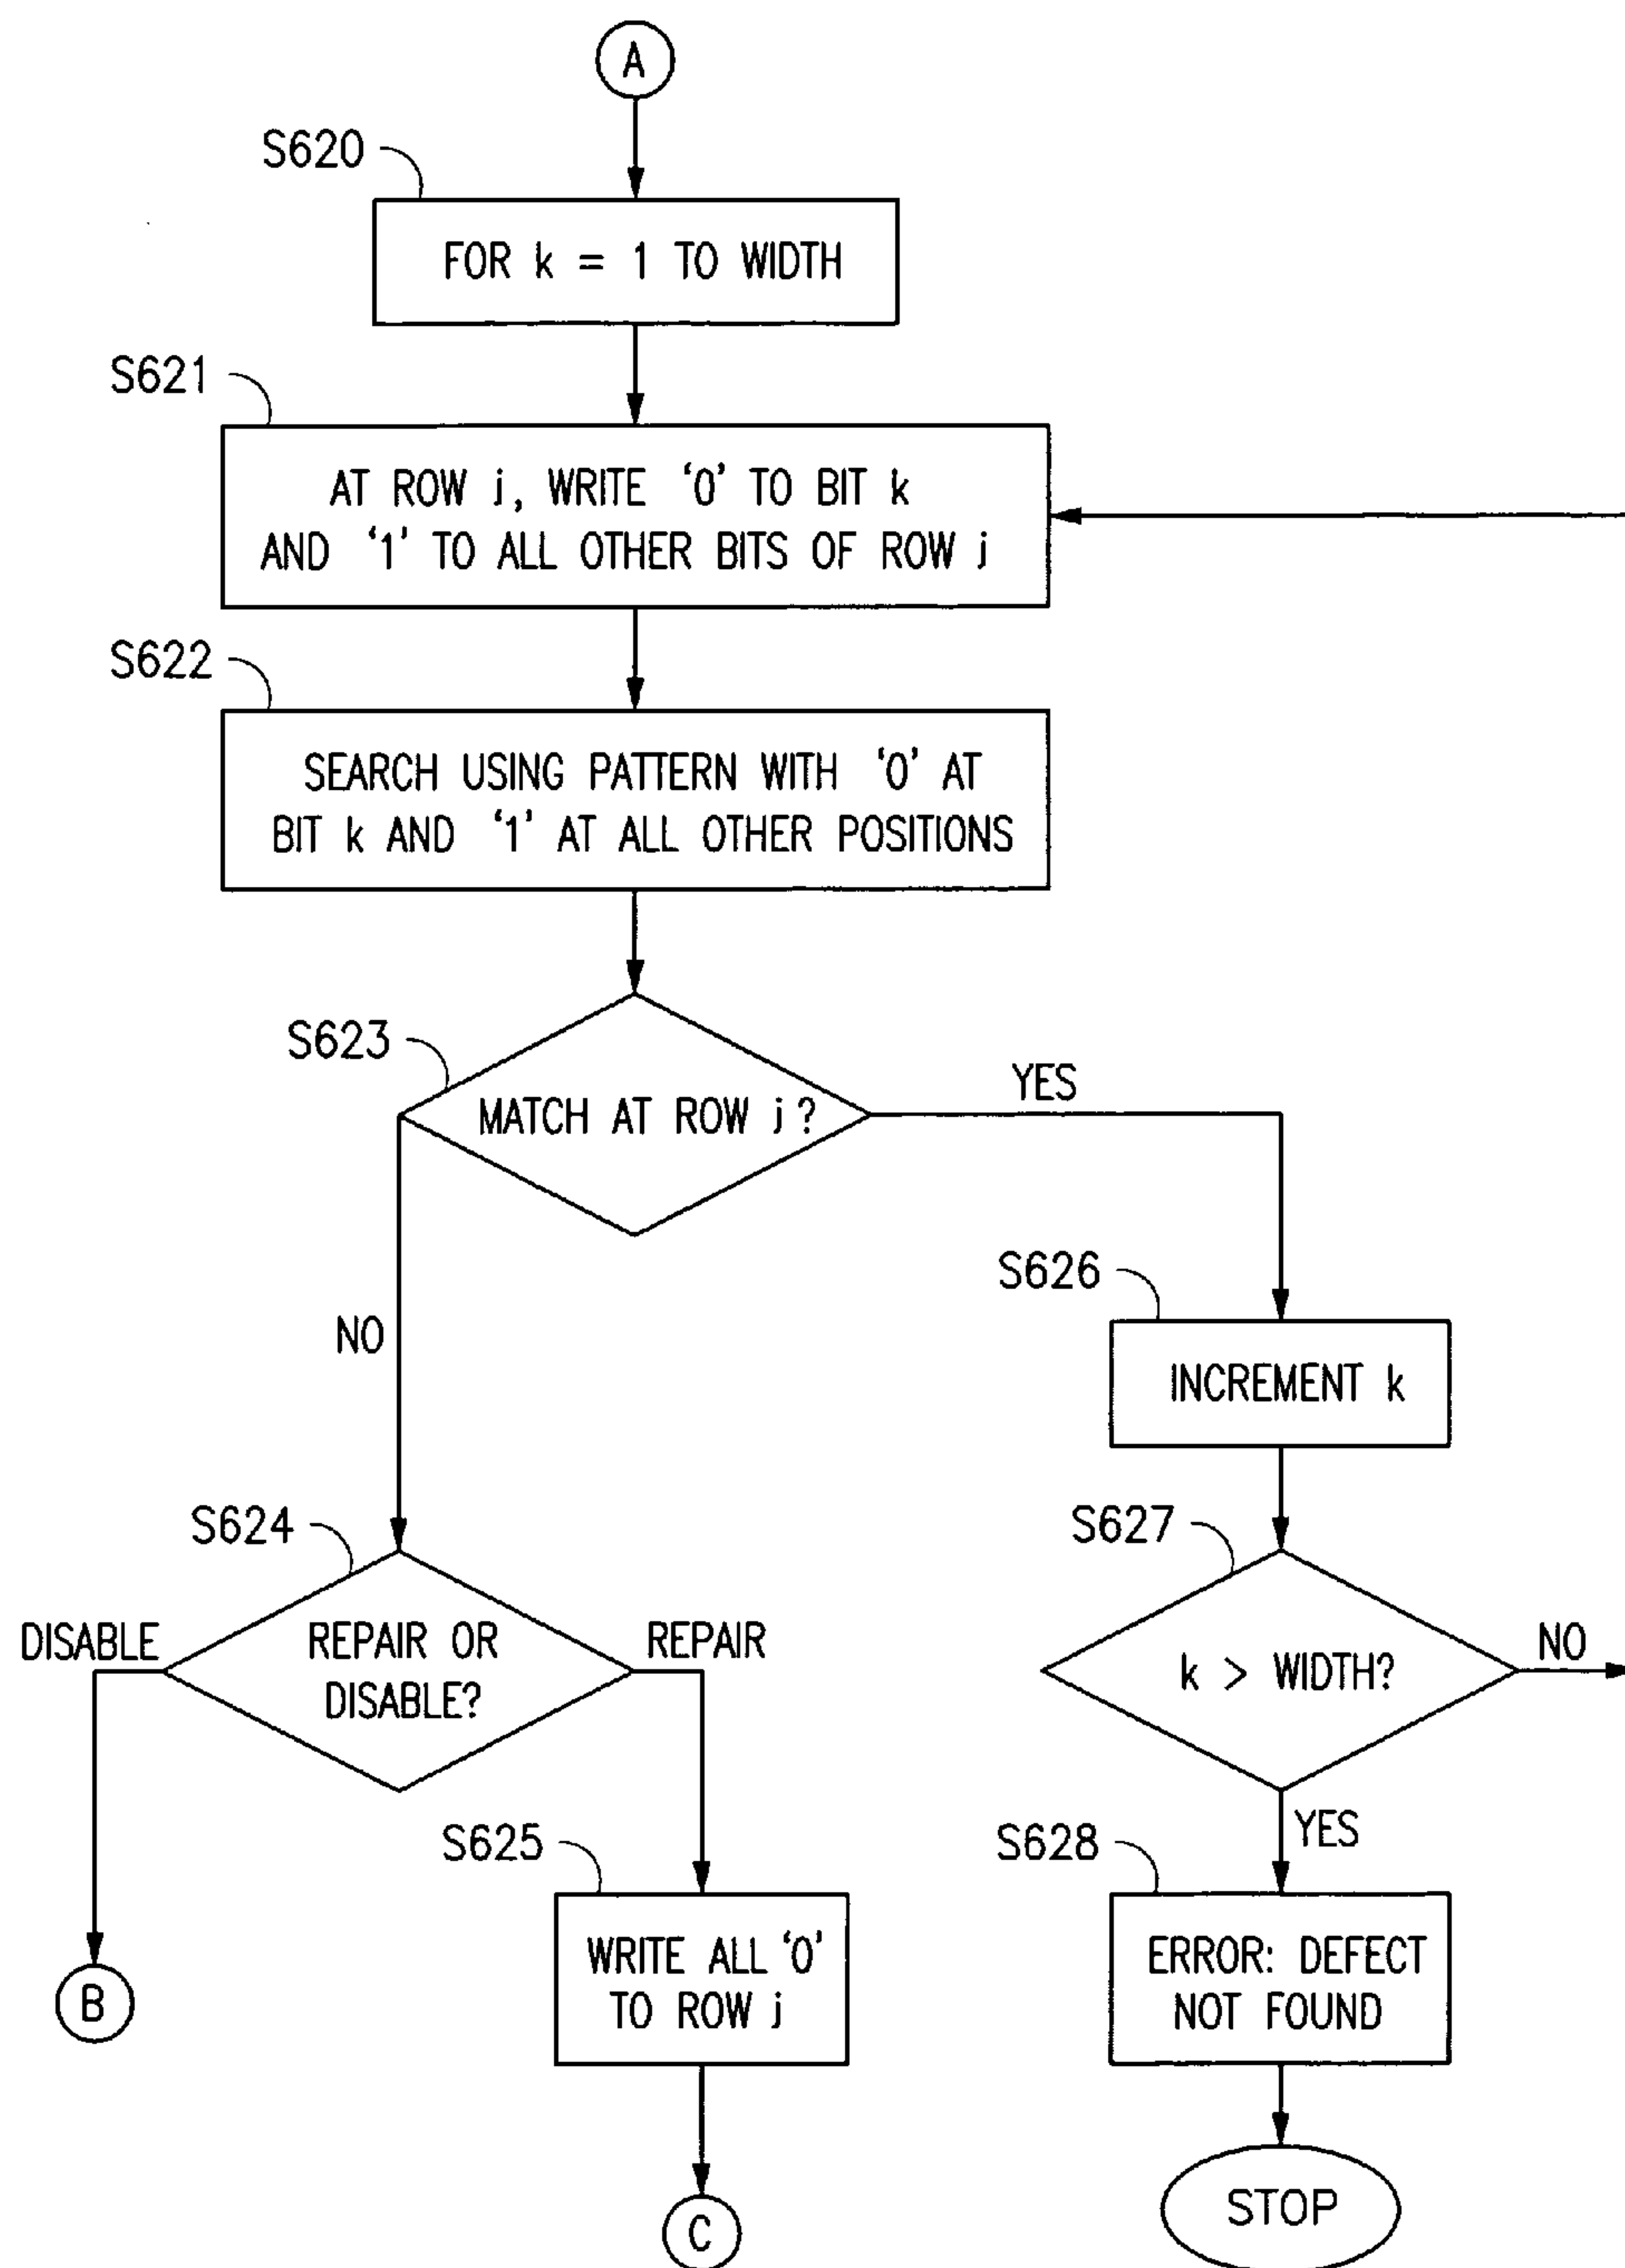 A
S620
FOR k = 1 TO WIDTH
S621
AT ROW j, WRITE ‘0’ TO BIT k
AND ‘1’ TO ALL OTHER BITS OF ROW j
S622
SEARCH USING PATTERN WITH ‘0’ AT
BIT k AND ‘1’ AT ALL OTHER POSITIONS
S623
MATCH AT ROW j?
YES
NO
S626
INCREMENT k
S624
REPAIR OR
DISABLE?
DISABLE
REPAIR
S627
k > WIDTH?
NO
YES
S625
WRITE ALL ‘0’
TO ROW j
S628
ERROR: DEFECT
NOT FOUND
B
C
STOP